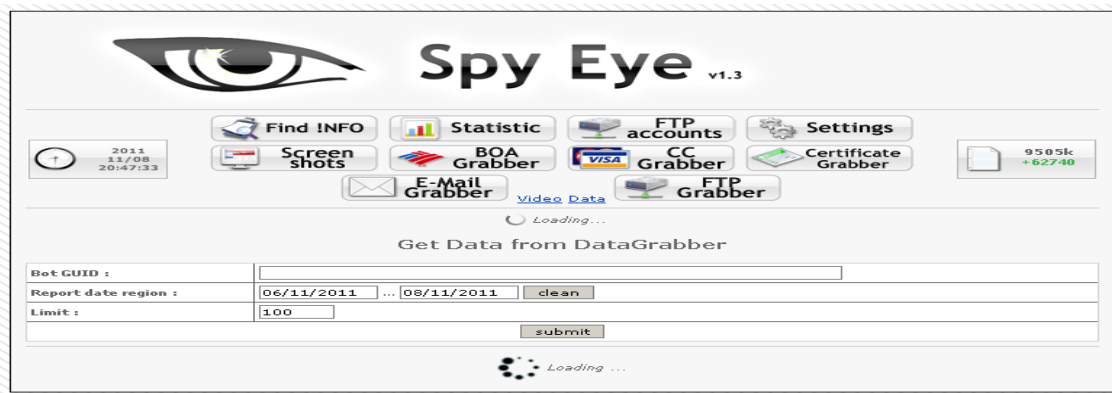 Spy Eye v1.3
Find INFO
Statistic
FTP accounts
Settings
2011
11/08
20:47:33
Screen shots
BOA Grabber
VISA
CC Grabber
Certificate Grabber
9505k
+62740
E-Mail Grabber
Video Data
FTP Grabber
Loading...
Get Data from DataGrabber
Bot GUID :
Report date region : 06/11/2011 ... 08/11/2011 clean
Limit : 100
submit
Loading ...